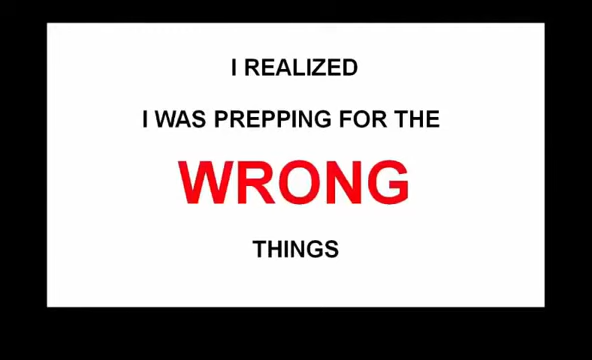 I REALIZED
I WAS PREPPING FOR THE
WRONG
THINGS